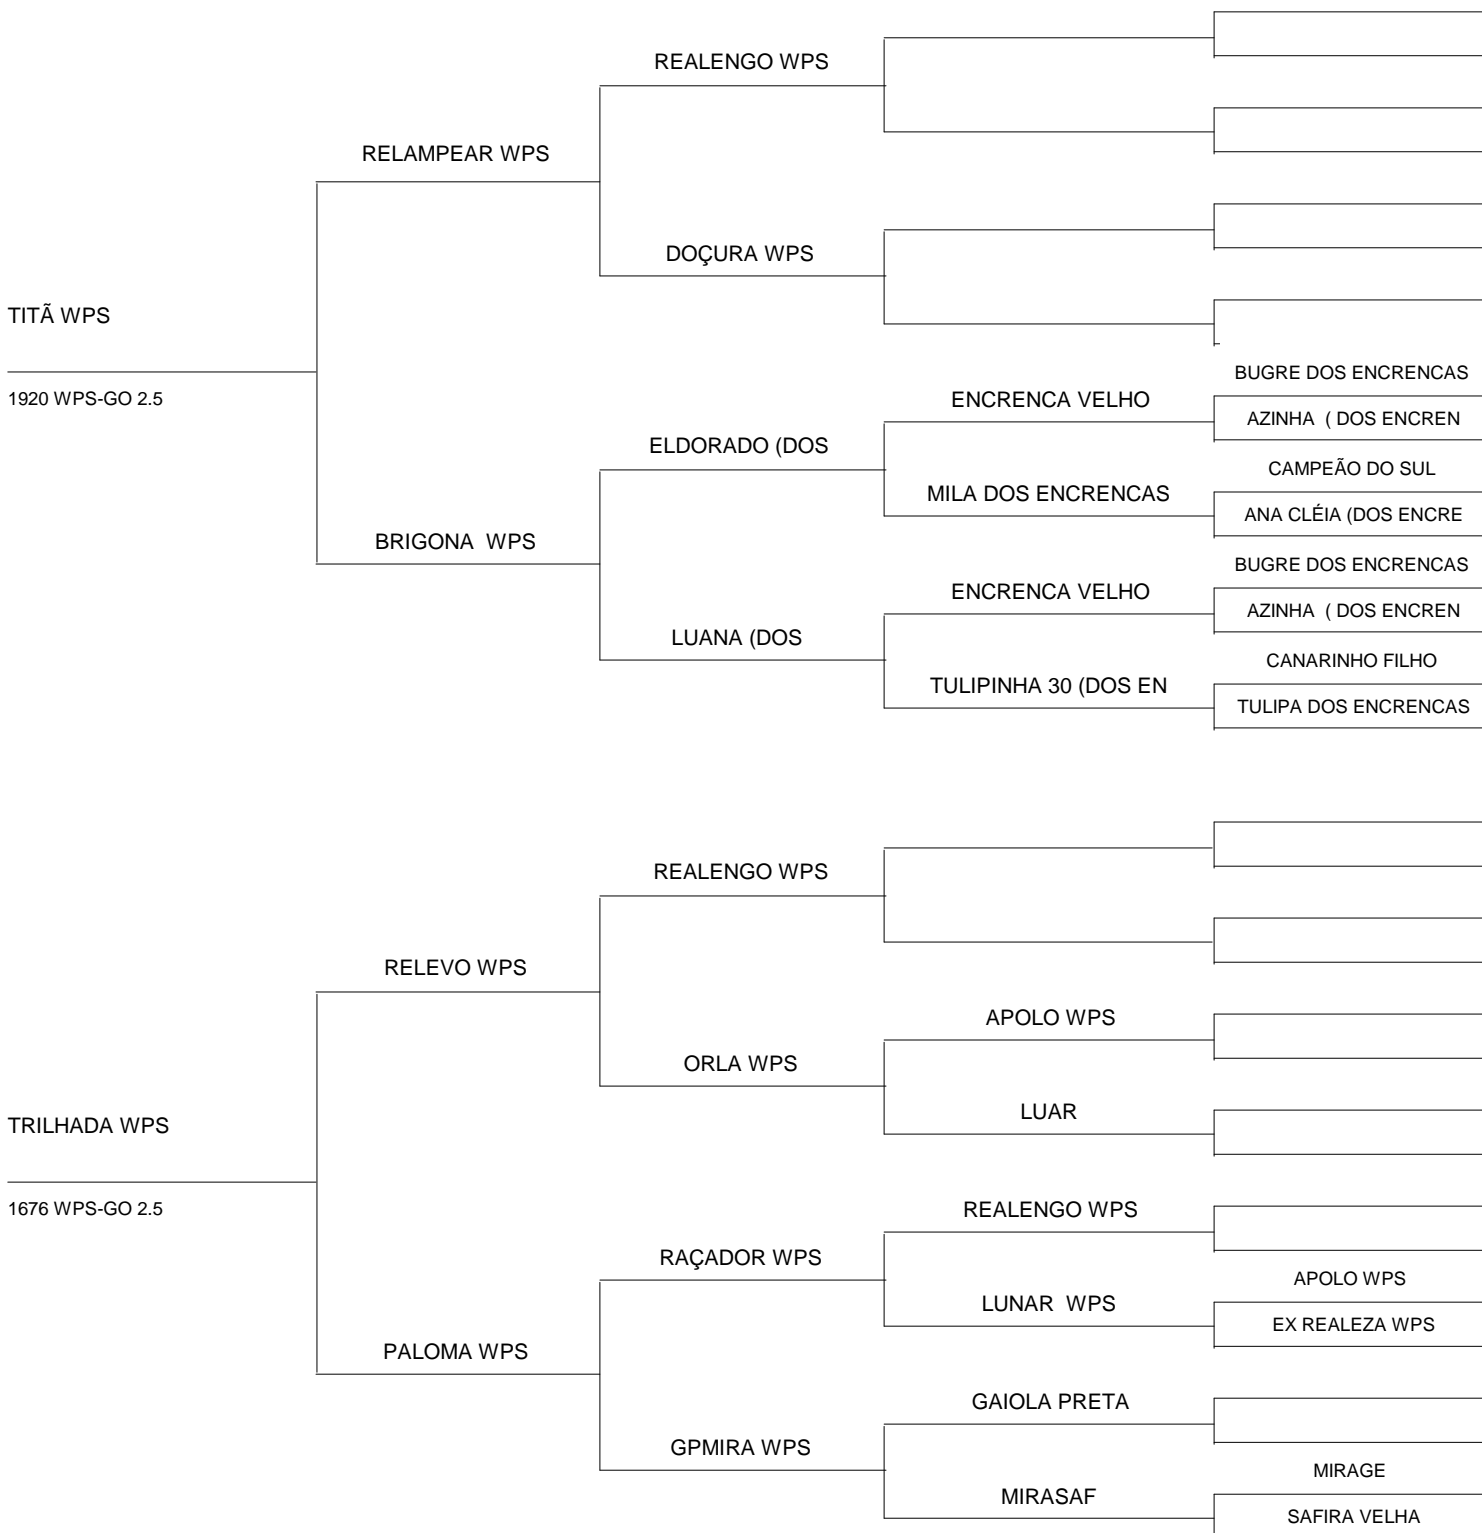 REALENGO WPS
RELAMPEAR WPS
DOÇURA WPS
TITÃ WPS
1920 WPS-GO 2.5
BUGRE DOS ENCRENCAS
ENCRENCA VELHO
AZINHA ( DOS ENCREN
ELDORADO (DOS
CAMPEÃO DO SUL
MILA DOS ENCRENCAS
ANA CLÉIA (DOS ENCRE
BRIGONA WPS
BUGRE DOS ENCRENCAS
ENCRENCA VELHO
AZINHA ( DOS ENCREN
LUANA (DOS
CANARINHO FILHO
TULIPINHA 30 (DOS EN
TULIPA DOS ENCRENCAS
REALENGO WPS
RELEVO WPS
APOLO WPS
ORLA WPS
LUAR
TRILHADA WPS
1676 WPS-GO 2.5
REALENGO WPS
RAÇADOR WPS
APOLO WPS
LUNAR WPS
EX REALEZA WPS
PALOMA WPS
GAIOLA PRETA
GPMIRA WPS
MIRAGE
MIRASAF
SAFIRA VELHA